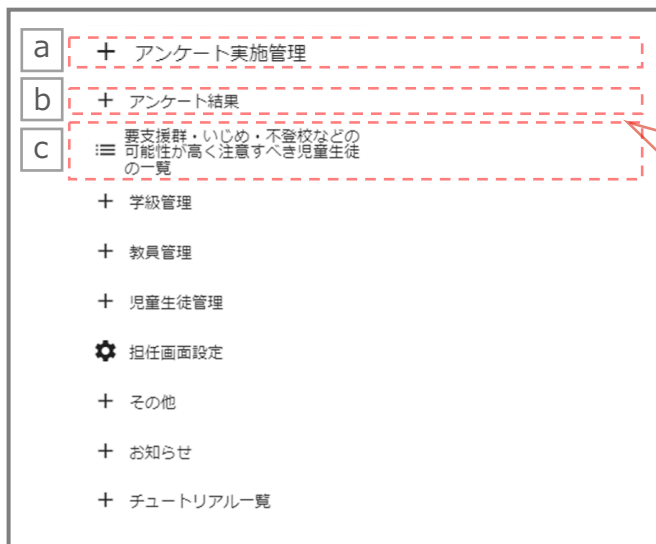 a
+ アンケート実施管理
b
+ アンケート結果
c
要支援群・いじめ・不登校などの
可能性が高く注意すべき児童生徒
の一覧
+ 学級管理
+ 教員管理
+ 児童生徒管理
担任画面設定
+ その他
+ お知らせ
+ チュートリアル一覧